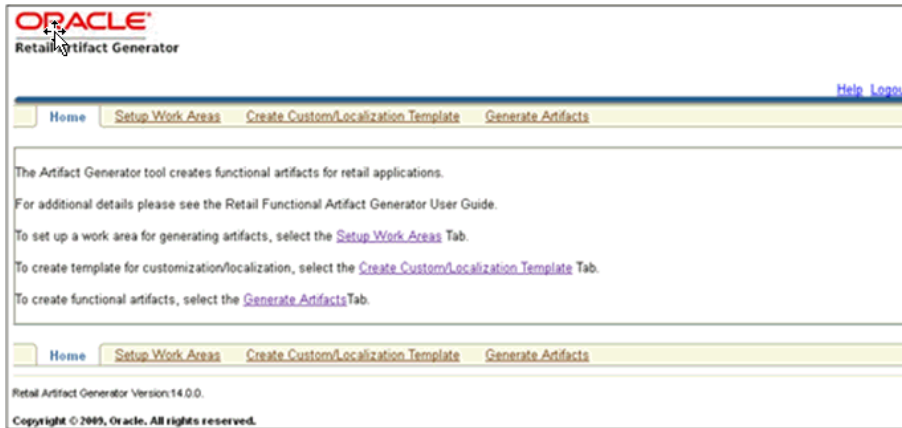 ORACLE
Retail Artifact Generator
Help Logou
Home Setup Work Areas Create Custom/Localization Template Generate Artifacts
The Artifact Generator tool creates functional artifacts for retail applications.
For additional details please see the Retail Functional Artifact Generator User Guide.
To set up a work area for generating artifacts, select the Setup Work Areas Tab.
To create template for customization/localization, select the Create Custom/Localization Template Tab.
To create functional artifacts, select the Generate ArtifactsTab.
Home Setup Work Areas Create Custom/Localization Template Generate Artifacts
Retail Artifact Generator Version:14.0.0.
Copyright © 2009, Oracle. All rights reserved.